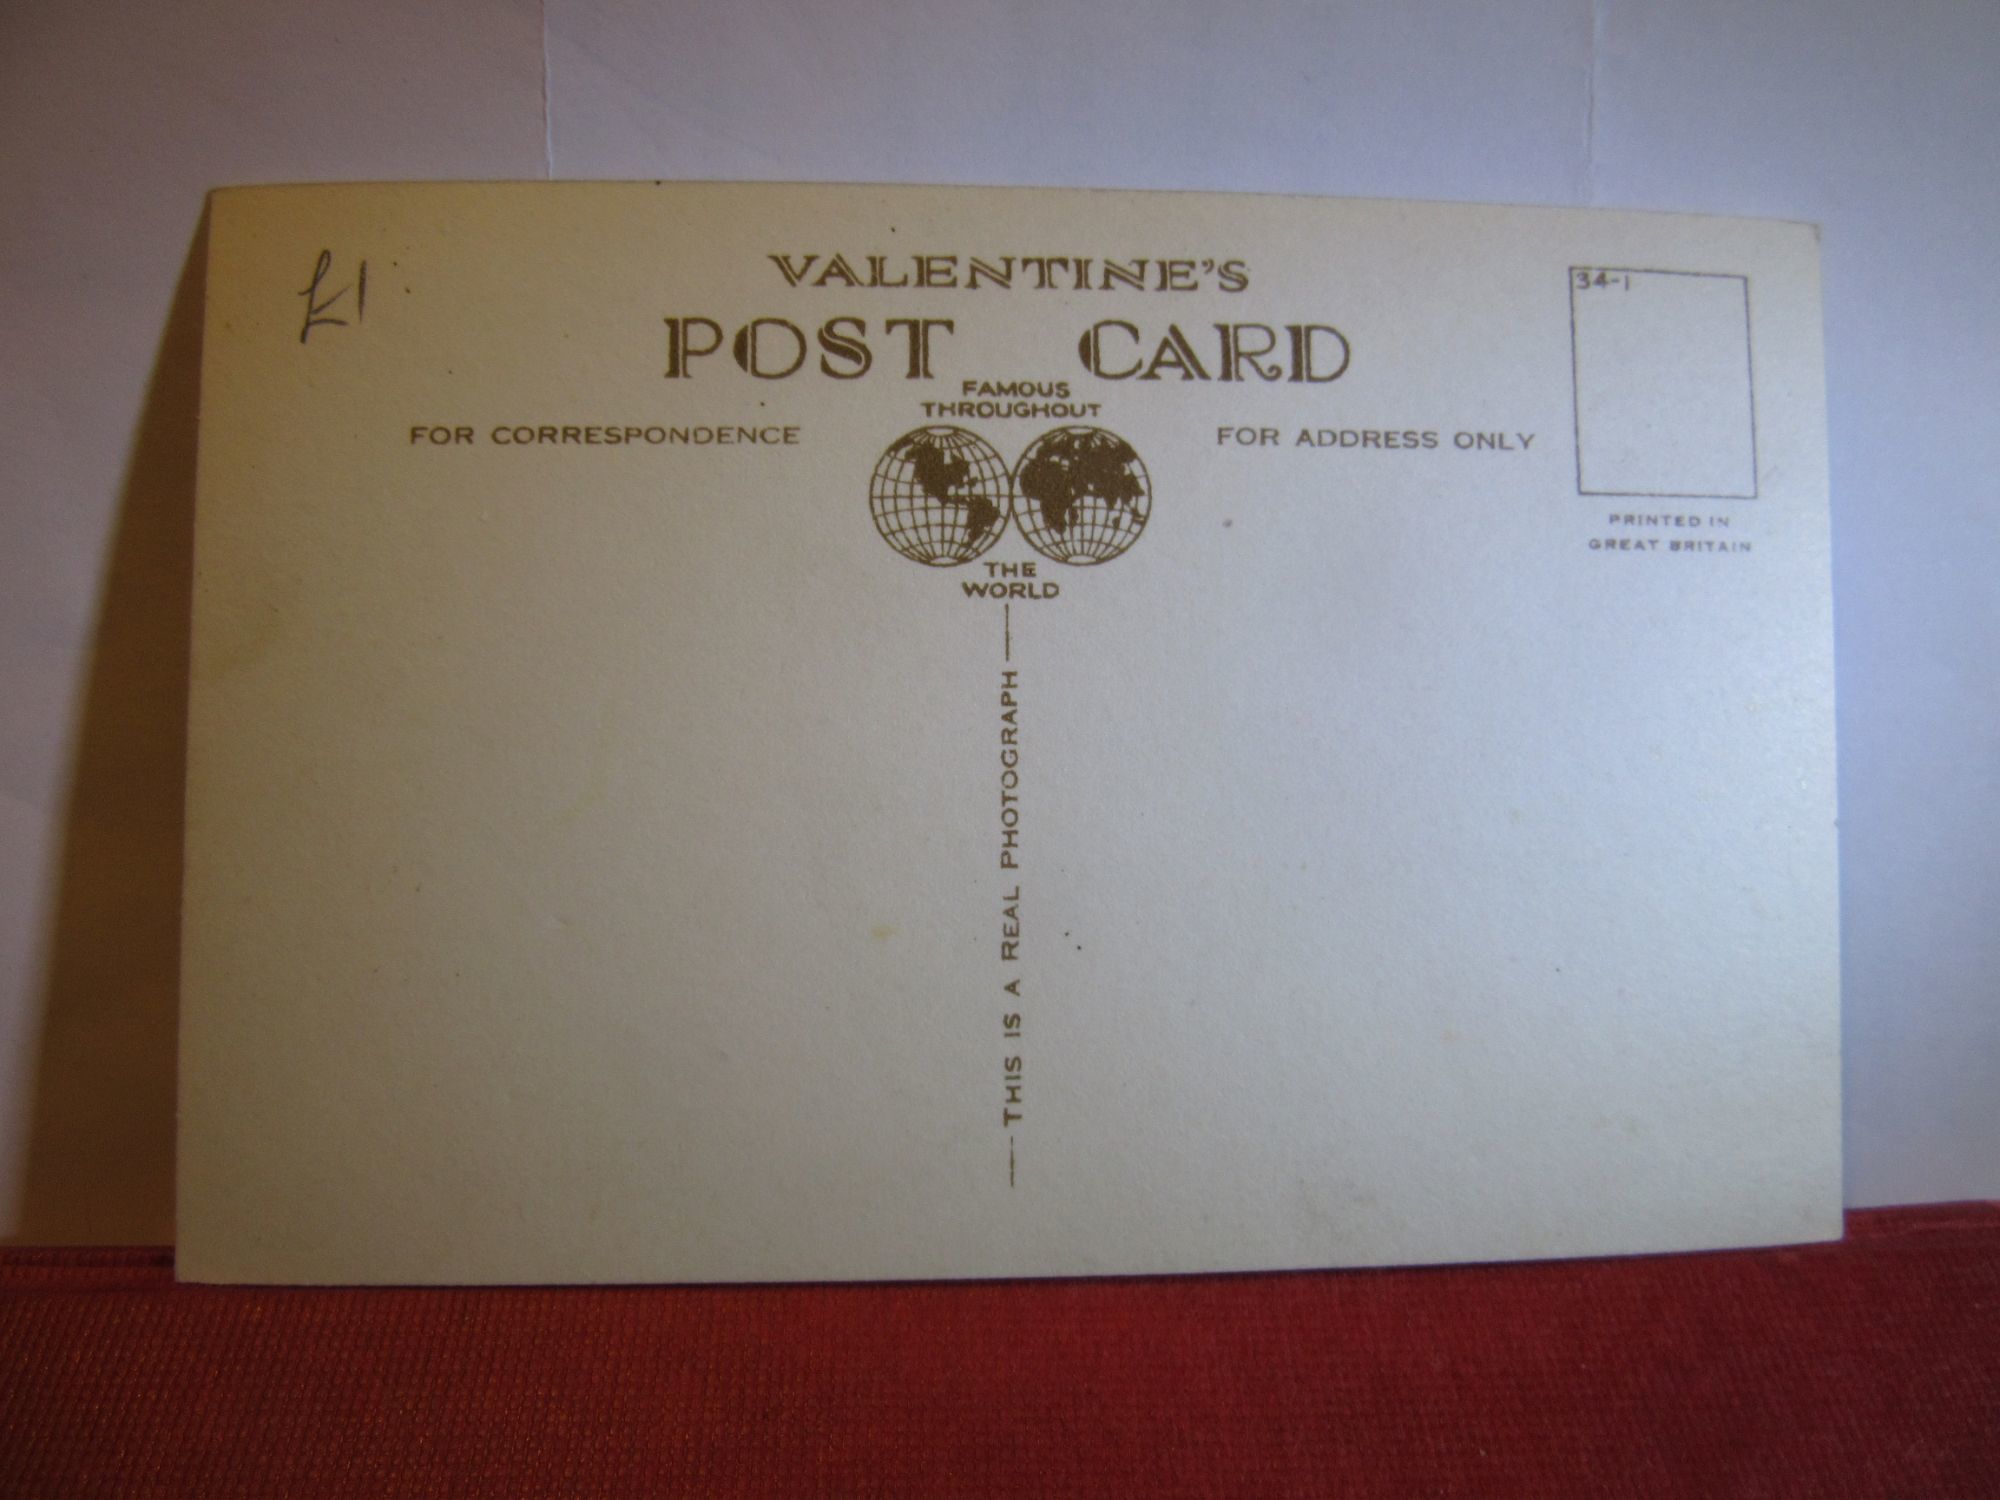 £1
VALENTINE'S
POST CARD
FAMOUS
THROUGHOUT
THE
WORLD
FOR CORRESPONDENCE
FOR ADDRESS ONLY
34-1
PRINTED IN
GREAT BRITAIN
THIS IS A REAL PHOTOGRAPH